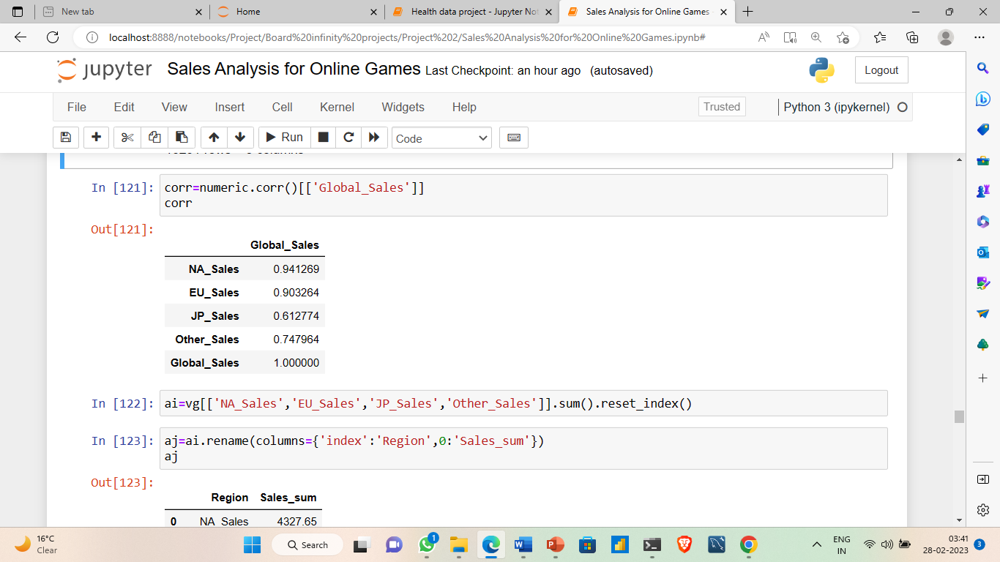 New tab
Home
Health data project - Jupyter Not
Sales Analysis for Online Games -
localhost:8888/notebooks/Project/Board%20infinity%20projects/Project%202/Sales%20Analysis%20for%20Online%20Games.ipynb#
jupyter Sales Analysis for Online Games Last Checkpoint: an hour ago (autosaved)
Logout
File Edit View Insert Cell Kernel Widgets Help
Trusted
Python 3 (ipykernel)
Run
Code
In [121]: corr=numeric.corr()[['Global_Sales']]
corr
Out[121]:
Global_Sales
NA_Sales 0.941269
EU_Sales 0.903264
JP_Sales 0.612774
Other_Sales 0.747964
Global_Sales 1.000000
In [122]: ai=vg[['NA_Sales','EU_Sales','JP_Sales','Other_Sales']].sum().reset_index()
In [123]: aj=ai.rename(columns={'index':'Region',0:'Sales_sum'})
aj
Out[123]:
Region Sales_sum
0 NA_Sales 4327.65
16°C
Clear
Search
1
ENG
IN
03:41
28-02-2023
3